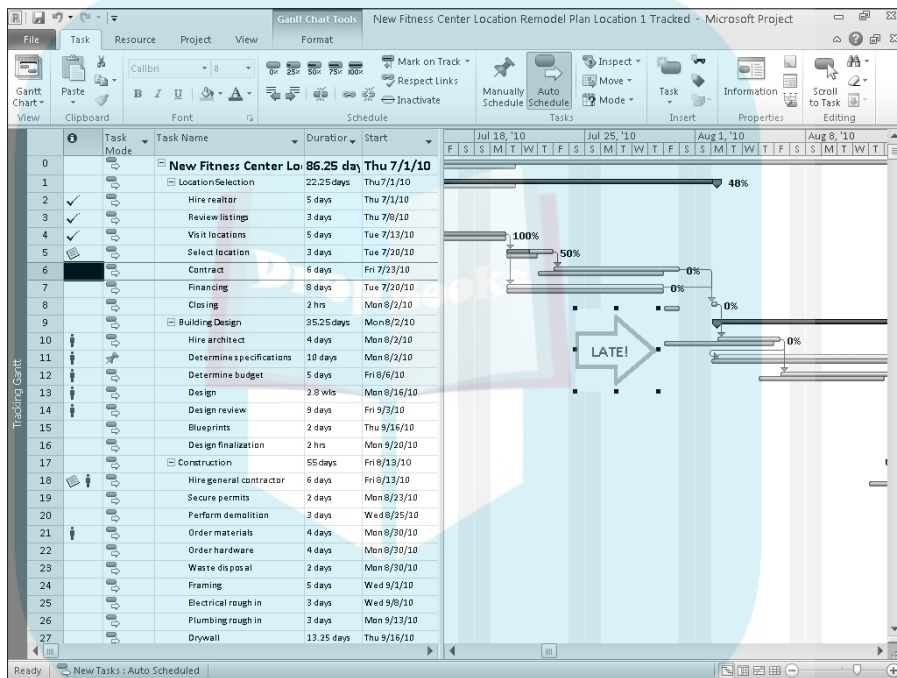 Gantt Chart Tools New Fitness Center Location Remodel Plan Location 1 Tracked - Microsoft Project
File Task Resource Project View Format
Gantt Chart
Paste
Calibri 8
B I U A
0% 25% 50% 75% 100%
Mark on Track
Respect Links
Inactivate
Manually Schedule
Auto Schedule
Inspect
Move
Mode
Task
Information
Scroll to Task
View Clipboard Font Schedule Tasks Insert Properties Editing
Task Mode Task Name Duration Start
Jul 18, '10 Jul 25, '10 Aug 1, '10 Aug 8, '10
F S S M T W T F S S M T W T F S S M T W T F S S M T W T
0 New Fitness Center Lo 86.25 day Thu 7/1/10
1 Location Selection 22.25 days Thu 7/1/10 48%
2 Hire realtor 5 days Thu 7/1/10
3 Review listings 3 days Thu 7/8/10
4 Visit locations 5 days Tue 7/13/10 100%
5 Select location 3 days Tue 7/20/10 50%
6 Contract 6 days Fri 7/23/10 0%
7 Financing 8 days Tue 7/20/10 0%
8 Closing 2 hrs Mon 8/2/10 0%
9 Building Design 35.25 days Mon 8/2/10
10 Hire architect 4 days Mon 8/2/10 0%
LATE!
11 Determine specifications 10 days Mon 8/2/10
12 Determine budget 5 days Fri 8/6/10
13 Design 2.8 wks Mon 8/16/10
14 Design review 9 days Fri 9/3/10
15 Blueprints 2 days Thu 9/16/10
16 Design finalization 2 hrs Mon 9/20/10
17 Construction 55 days Fri 8/13/10
18 Hire general contractor 6 days Fri 8/13/10
19 Secure permits 2 days Mon 8/23/10
20 Perform demolition 3 days Wed 8/25/10
21 Order materials 4 days Mon 8/30/10
22 Order hardware 4 days Mon 8/30/10
23 Waste disposal 2 days Mon 8/30/10
24 Framing 5 days Wed 9/1/10
25 Electrical rough in 3 days Wed 9/8/10
26 Plumbing rough in 3 days Mon 9/13/10
27 Drywall 13.25 days Thu 9/16/10
Tracking Gantt
Ready New Tasks : Auto Scheduled